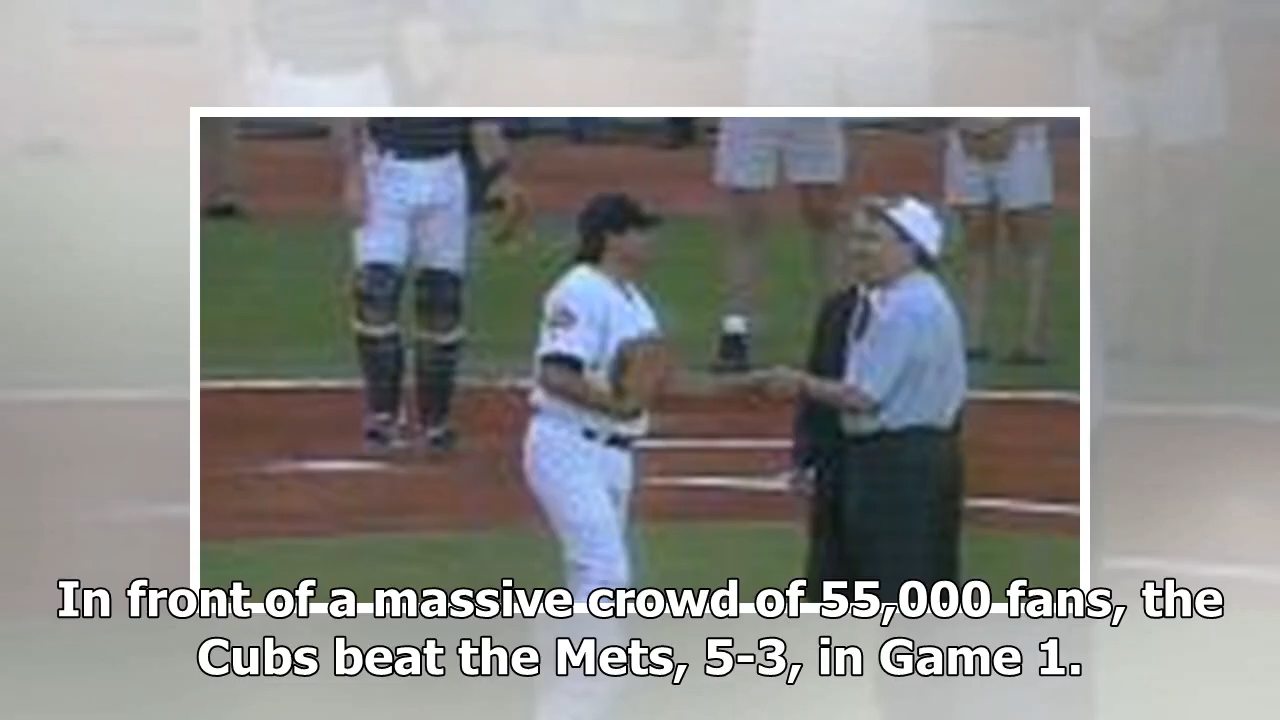 In front of a massive crowd of 55,000 fans, the
Cubs beat the Mets, 5-3, in Game 1.